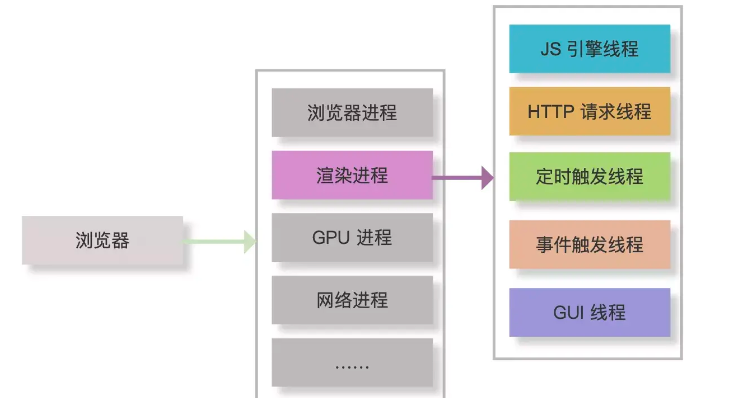 浏览器
浏览器进程
渲染进程
GPU 进程
网络进程
……
JS 引擎线程
HTTP 请求线程
定时触发线程
事件触发线程
GUI 线程